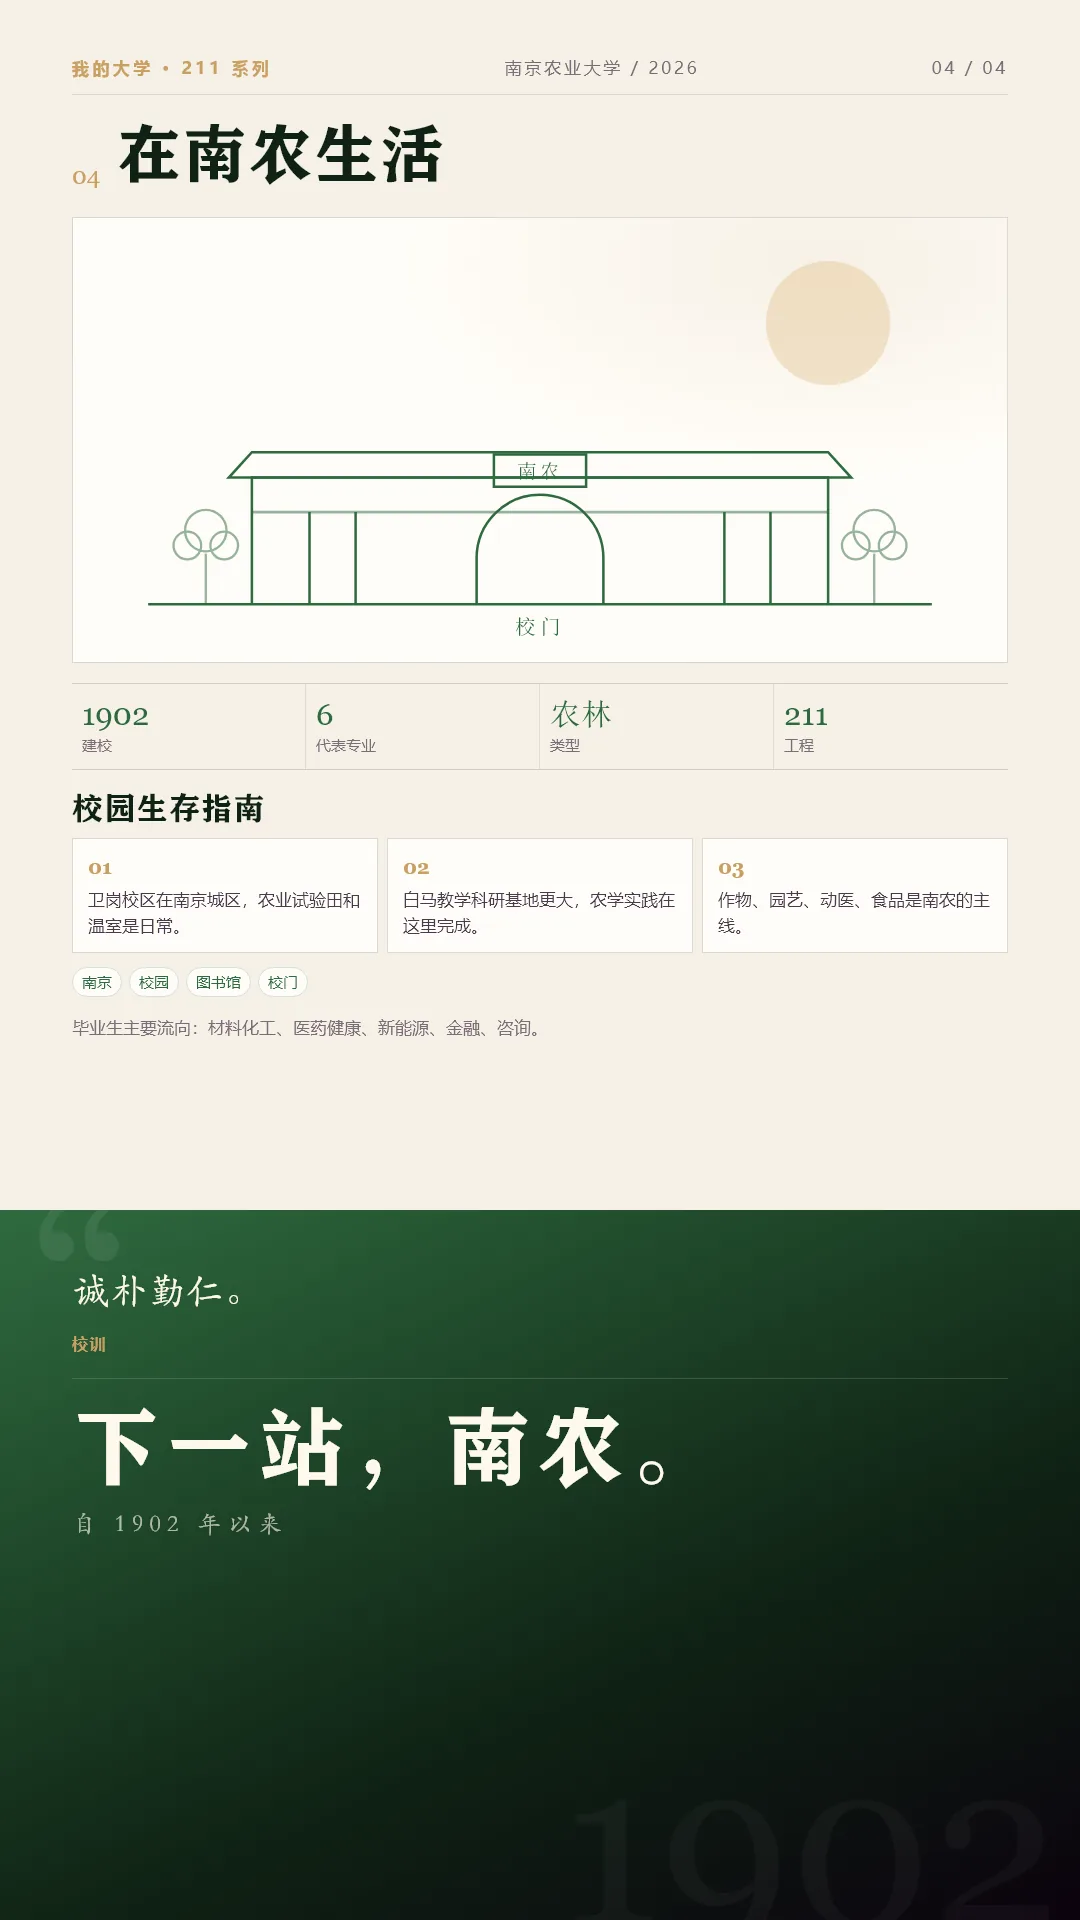 我的大学 · 211 系列
南京农业大学 / 2026
04 / 04
04 在南农生活
南农
校门
1902
建校
6
代表专业
农林
类型
211
工程
校园生存指南
01
卫岗校区在南京城区，农业试验田和
温室是日常。
02
白马教学科研基地更大，农学实践在
这里完成。
03
作物、园艺、动医、食品是南农的主
线。
南京
校园
图书馆
校门
毕业生主要流向：材料化工、医药健康、新能源、金融、咨询。
“
诚朴勤仁。
校训
下一站，南农。
自 1902 年以来
1902